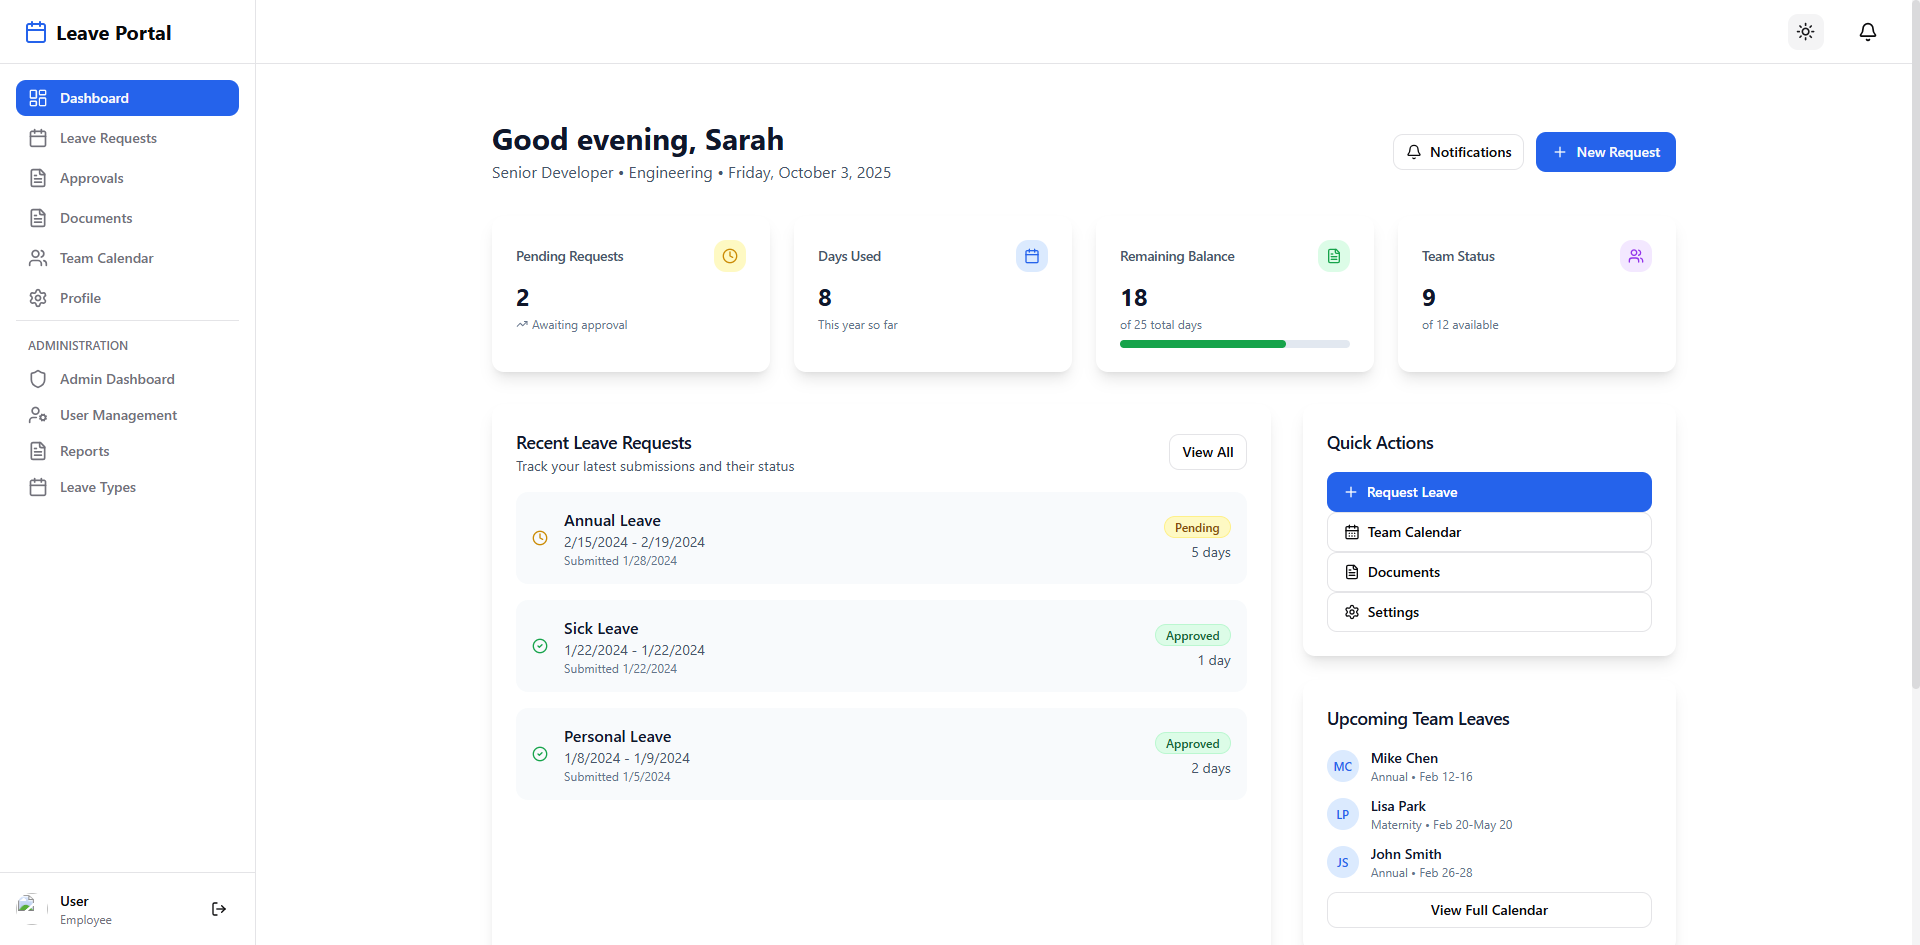 Leave Portal
Dashboard
Leave Requests
Approvals
Documents
Team Calendar
Profile
ADMINISTRATION
Admin Dashboard
User Management
Reports
Leave Types
User
Employee
Good evening, Sarah
Senior Developer • Engineering • Friday, October 3, 2025
Notifications
New Request
Pending Requests
2
Awaiting approval
Days Used
8
This year so far
Remaining Balance
18
of 25 total days
Team Status
9
of 12 available
Recent Leave Requests
Track your latest submissions and their status
View All
Annual Leave
2/15/2024 - 2/19/2024
Submitted 1/28/2024
Pending
5 days
Sick Leave
1/22/2024 - 1/22/2024
Submitted 1/22/2024
Approved
1 day
Personal Leave
1/8/2024 - 1/9/2024
Submitted 1/5/2024
Approved
2 days
Quick Actions
Request Leave
Team Calendar
Documents
Settings
Upcoming Team Leaves
MC
Mike Chen
Annual • Feb 12-16
LP
Lisa Park
Maternity • Feb 20-May 20
JS
John Smith
Annual • Feb 26-28
View Full Calendar